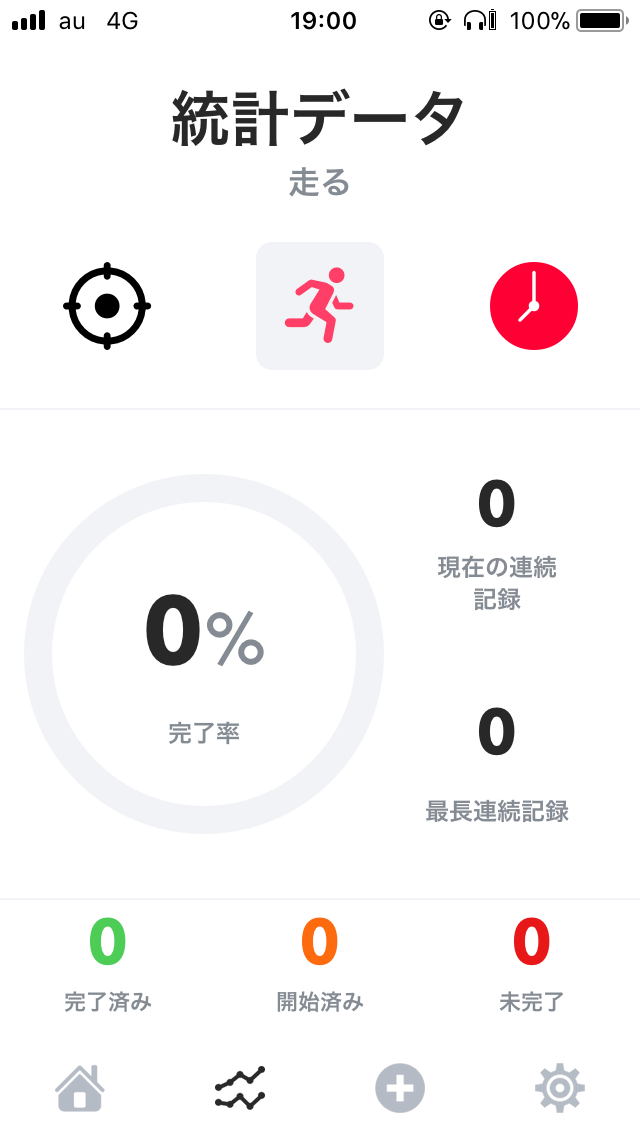 au 4G 19:00 100%
統計データ
走る
0%
完了率
0
現在の連続
記録
0
最長連続記録
0 0 0
完了済み 開始済み 未完了